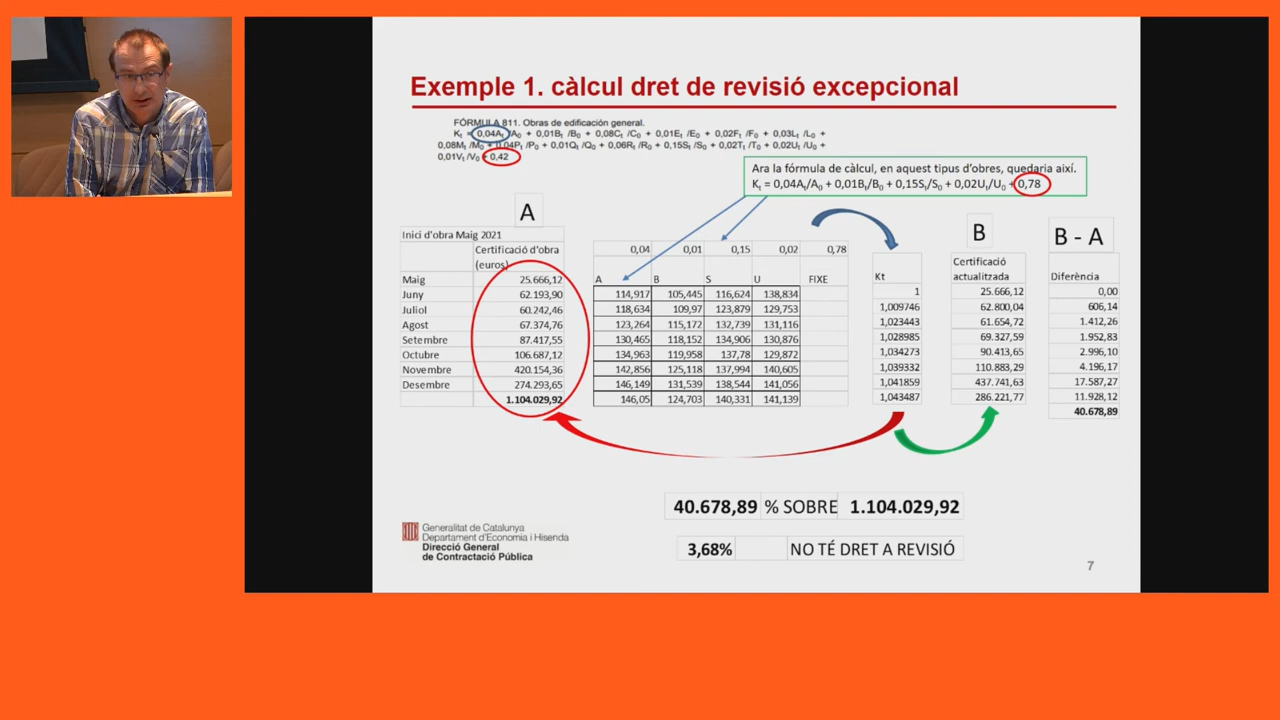 Exemple 1. càlcul dret de revisió excepcional
FÓRMULA 811. Obras de edificación general.
Kt = 0,04At /A0 + 0,01Bt /B0 + 0,08Ct /C0 + 0,01Et /E0 + 0,02Ft /F0 + 0,03Lt /L0 +
0,08Mt /M0 + 0,04Pt /P0 + 0,01Qt /Q0 + 0,06Rt /R0 + 0,15St /S0 + 0,02Tt /T0 + 0,02Ut /U0 +
0,01Vt /V0 + 0,42
Ara la fórmula de càlcul, en aquest tipus d'obres, quedaria així.
Kt = 0,04At/A0 + 0,01Bt/B0 + 0,15St/S0 + 0,02Ut/U0 + 0,78
A
B
B - A
Inici d'obra Maig 2021
Certificació d'obra
(euros)
0,04 0,01 0,15 0,02 0,78
A B S U FIXE
Kt
Certificació
actualitzada
Diferència
Maig 25.666,12 114,917 105,445 116,624 138,834 1 25.666,12 0,00
Juny 62.193,90 118,634 109,97 123,879 129,753 1,009746 62.800,04 606,14
Juliol 60.242,46 123,264 115,172 132,739 131,116 1,023443 61.654,72 1.412,26
Agost 67.374,76 130,465 118,152 134,906 130,876 1,028985 69.327,59 1.952,83
Setembre 87.417,55 134,963 119,958 137,78 129,872 1,034273 90.413,65 2.996,10
Octubre 106.687,12 142,856 125,118 137,994 140,605 1,039332 110.883,29 4.196,17
Novembre 420.154,36 146,149 131,539 138,544 141,056 1,041859 437.741,63 17.587,27
Desembre 274.293,65 146,05 124,703 140,331 141,139 1,043487 286.221,77 11.928,12
1.104.029,92 40.678,89
40.678,89 % SOBRE 1.104.029,92
3,68% NO TÉ DRET A REVISIÓ
Generalitat de Catalunya
Departament d'Economia i Hisenda
Direcció General
de Contractació Pública
7